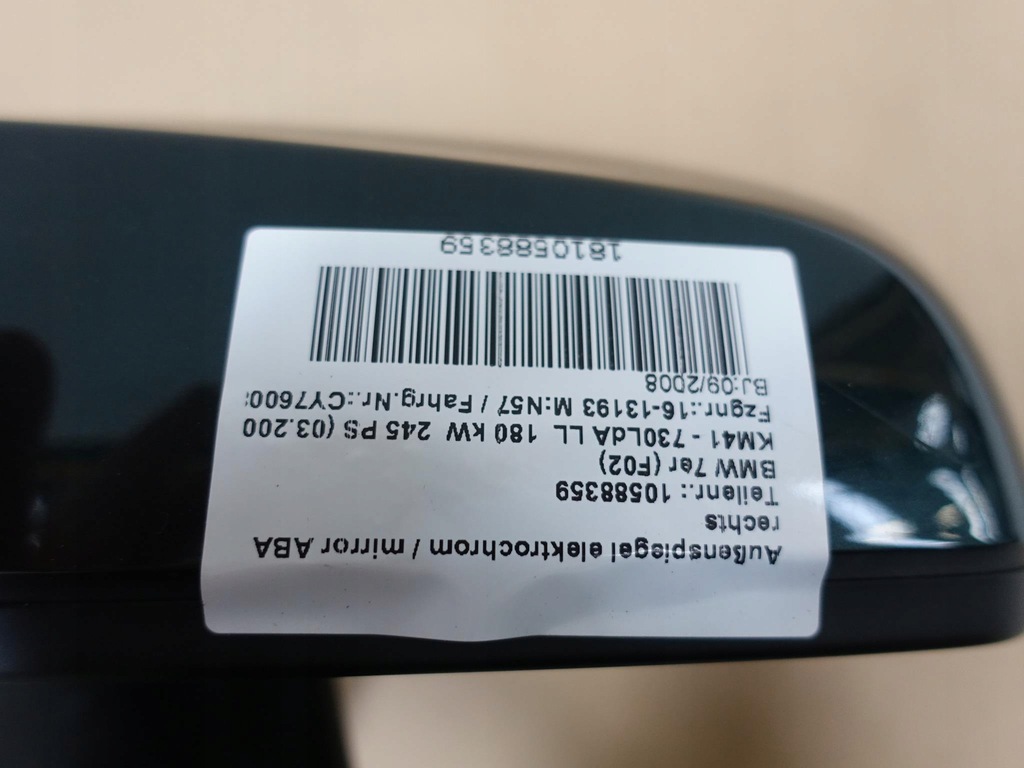 Außenspiegel elektrochrom / mirror ABA
rechts
Teilenr.: 10588359
BMW 7er (F02)
KM41 - 730LdA LL 180 kW 245 PS (03.200
Fzgnr.:16-13193 M:N57 / Fahrg.Nr.:CY7600
BJ:09/2008
1810588359